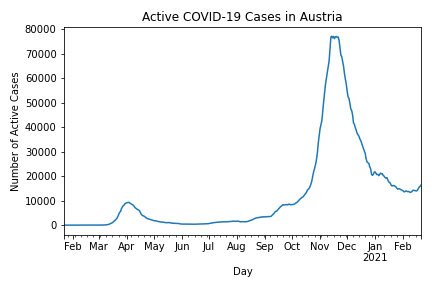 Active COVID-19 Cases in Austria
Number of Active Cases
80000
70000
60000
50000
40000
30000
20000
10000
0
Feb Mar Apr May Jun Jul Aug Sep Oct Nov Dec Jan Feb
2021
Day